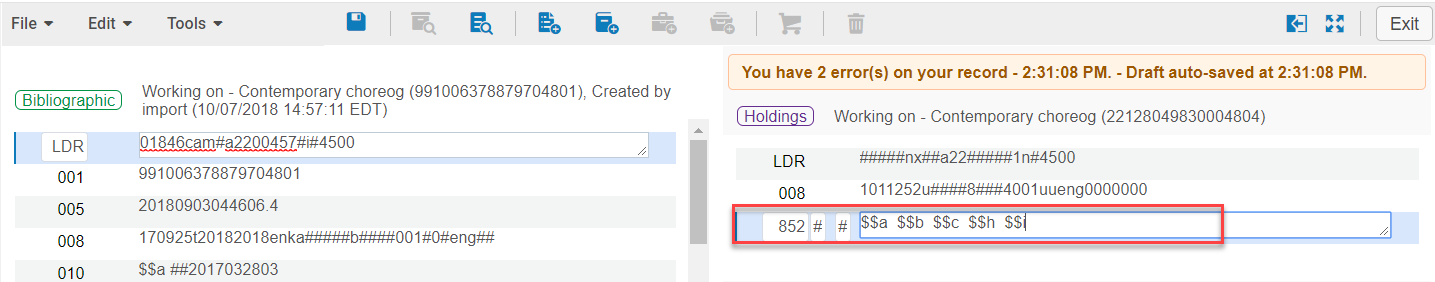 File Edit Tools Exit
You have 2 error(s) on your record - 2:31:08 PM. - Draft auto-saved at 2:31:08 PM.
Bibliographic Working on - Contemporary choreog (991006378879704801), Created by
import (10/07/2018 14:57:11 EDT)
Holdings Working on - Contemporary choreog (22128049830004804)
LDR 01846cam#a2200457#i#4500
001 991006378879704801
005 20180903044606.4
008 170925t20182018enka#####b####001#0#eng##
010 $$a ##2017032803
LDR #####nx##a22#####1n#4500
008 1011252u####8###4001uueng0000000
852 # # $$a $$b $$c $$h $$i